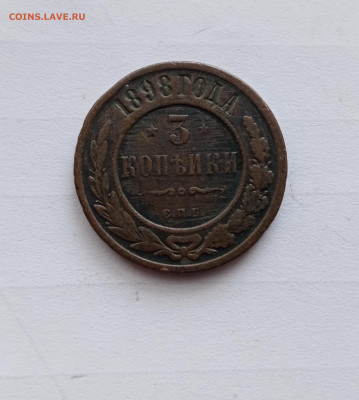 COINS.LAVE.RU
1898 ГОДА
3
КОПѢЙКИ
С.П.Б.